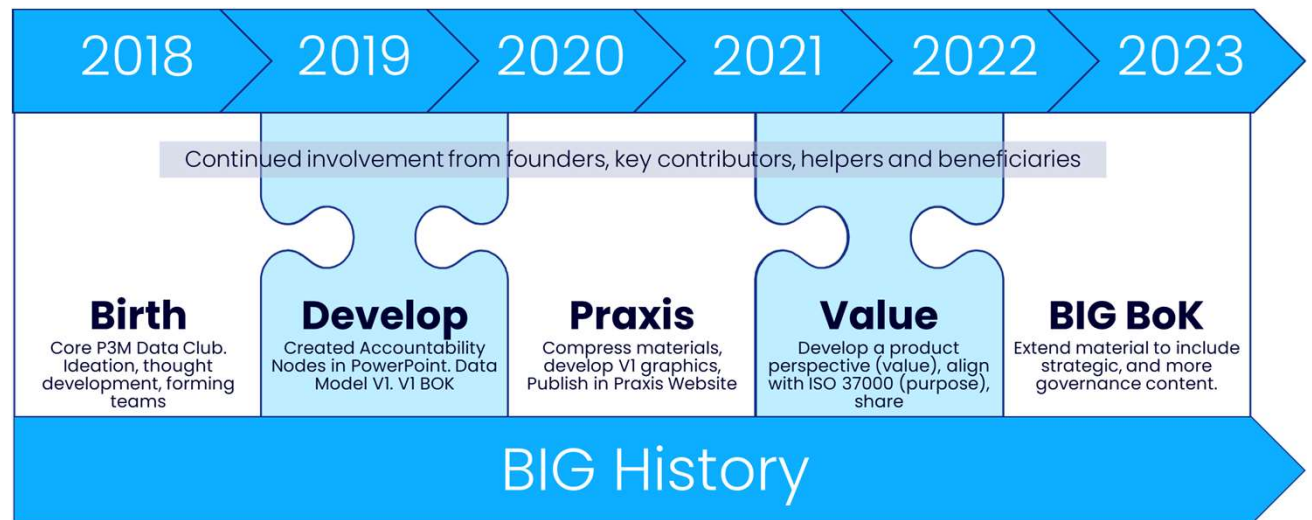 2018
2019
2020
2021
2022
2023
Continued involvement from founders, key contributors, helpers and beneficiaries
Birth
Core P3M Data Club.
Ideation, thought
development, forming
teams
Develop
Created Accountability
Nodes in PowerPoint. Data
Model V1. V1 BOK
Praxis
Compress materials,
develop V1 graphics,
Publish in Praxis Website
Value
Develop a product
perspective (value), align
with ISO 37000 (purpose),
share
BIG BoK
Extend material to include
strategic, and more
governance content.
BIG History